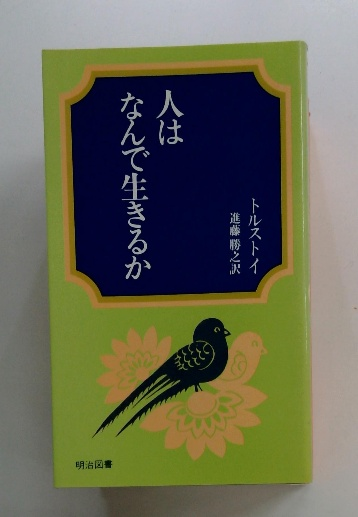 人は
なんで生きるか
トルストイ
進藤勝之訳
明治図書